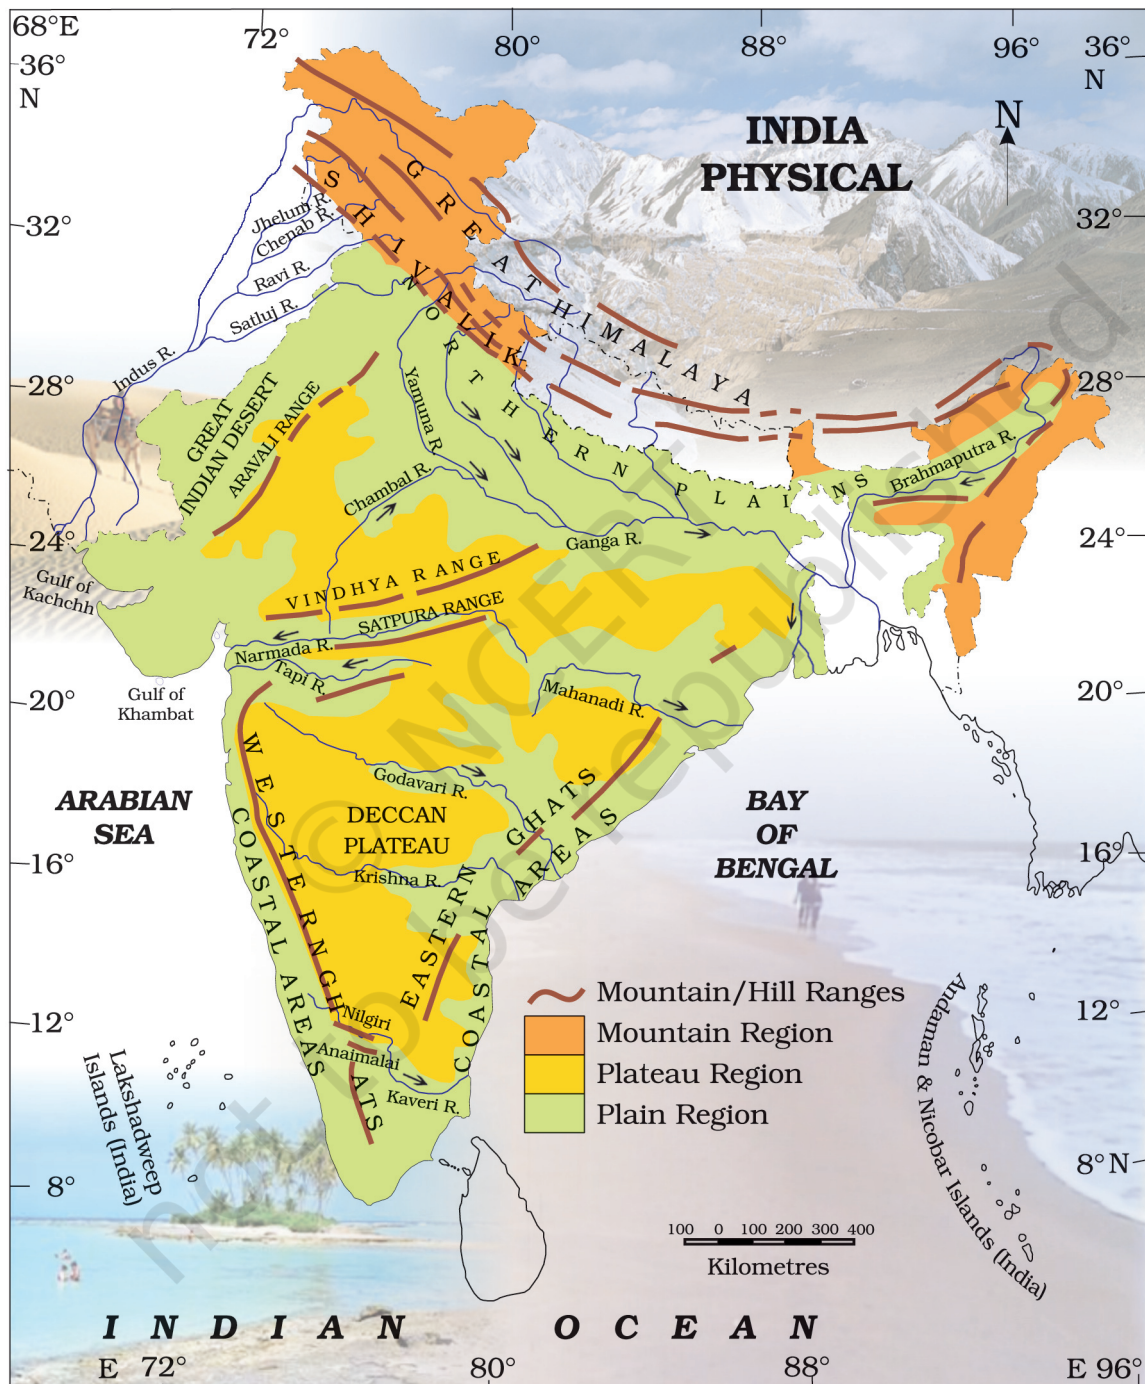 68°E
72°
80°
88°
96°
36°
N
36°
N
N
INDIA
PHYSICAL
32°
32°
28°
28°
24°
24°
20°
20°
16°
16°
12°
12°
8°
8° N
GREAT HIMALAYA
SHIVALIK
Jhelum R.
Chenab R.
Ravi R.
Satluj R.
Indus R.
NORTHERN PLAINS
GREAT
INDIAN DESERT
ARAVALI RANGE
Yamuna R.
Chambal R.
Ganga R.
Brahmaputra R.
Gulf of
Kachchh
VINDHYA RANGE
SATPURA RANGE
Narmada R.
Tapi R.
Mahanadi R.
Gulf of
Khambat
WESTERN GHATS
COASTAL AREAS
Godavari R.
DECCAN
PLATEAU
Krishna R.
EASTERN GHATS
COASTAL AREAS
ARABIAN
SEA
BAY
OF
BENGAL
Nilgiri
Anaimalai
Kaveri R.
Lakshadweep
Islands (India)
Andaman & Nicobar Islands (India)
Mountain/Hill Ranges
Mountain Region
Plateau Region
Plain Region
100 0 100 200 300 400
Kilometres
INDIAN OCEAN
E 72°
80°
88°
E 96°
© NCERT
not to be republished